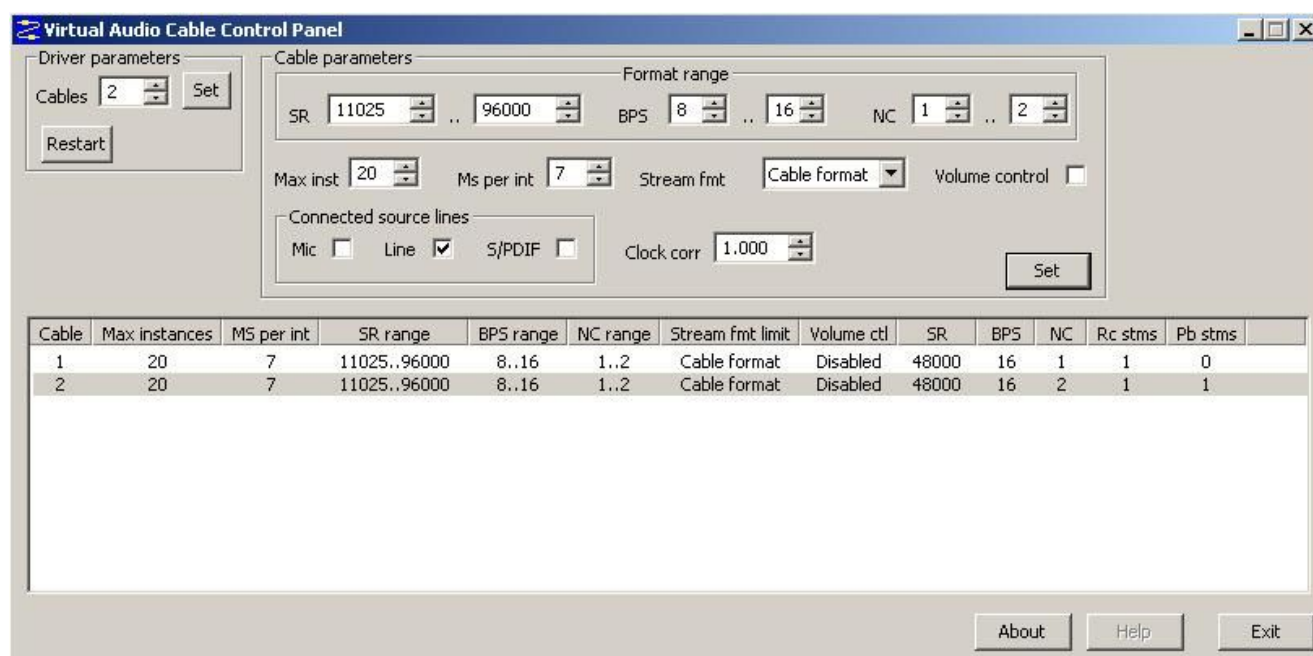 Virtual Audio Cable Control Panel
Driver parameters
Cables 2 Set
Restart
Cable parameters
Format range
SR 11025 .. 96000 BPS 8 .. 16 NC 1 .. 2
Max inst 20 Ms per int 7 Stream fmt Cable format Volume control
Connected source lines
Mic Line S/PDIF Clock corr 1.000
Set
Cable Max instances MS per int SR range BPS range NC range Stream fmt limit Volume ctl SR BPS NC Rc stms Pb stms
1 20 7 11025..96000 8..16 1..2 Cable format Disabled 48000 16 1 1 0
2 20 7 11025..96000 8..16 1..2 Cable format Disabled 48000 16 2 1 1
About Help Exit